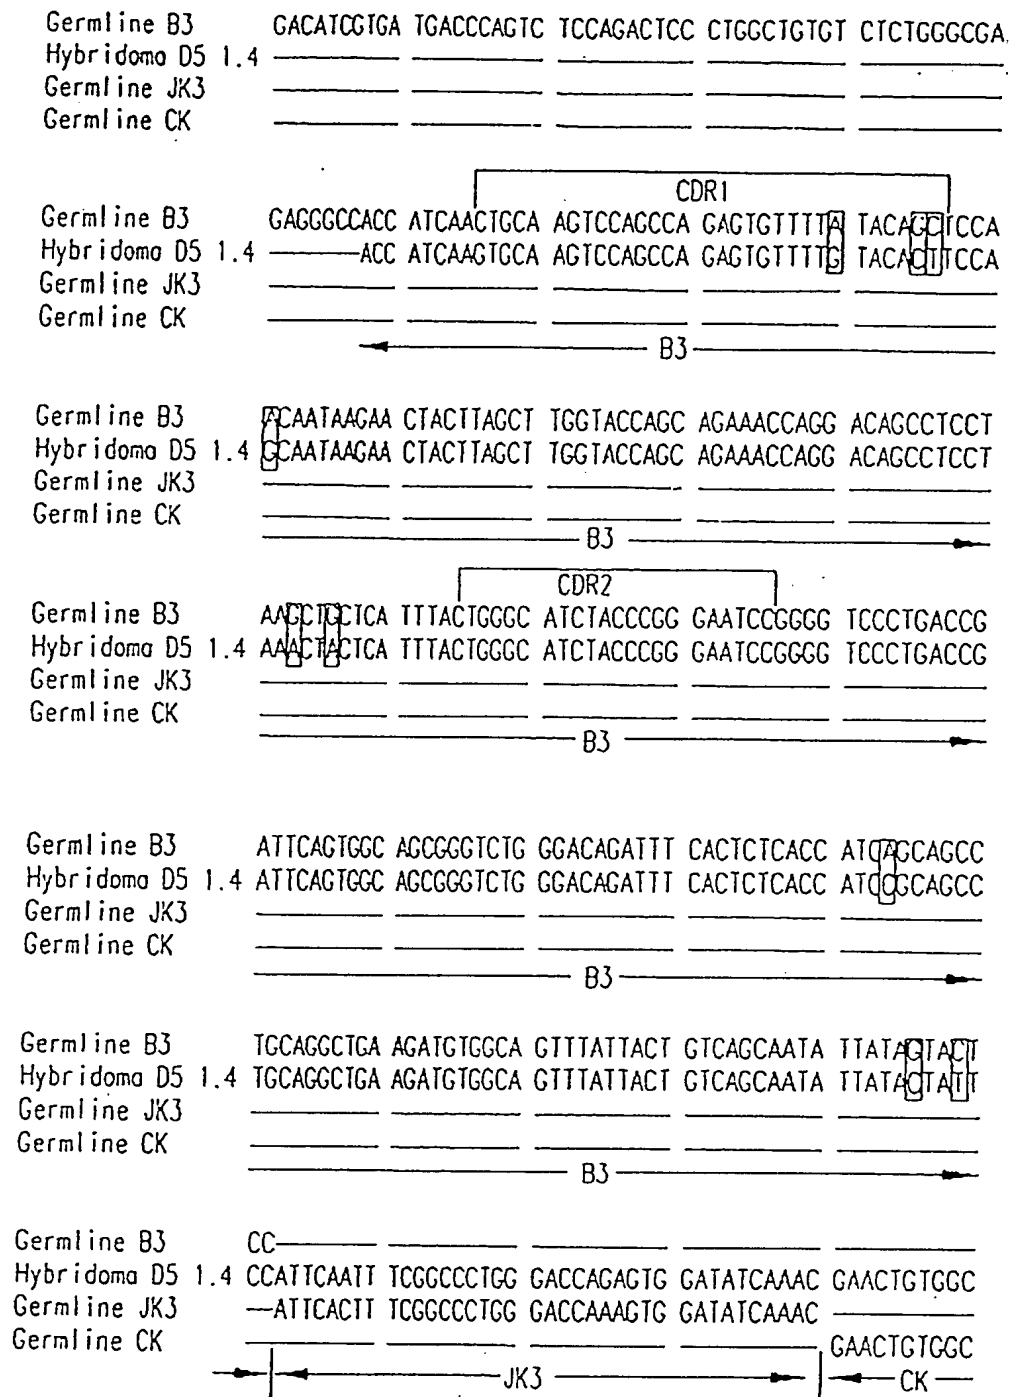 Germline B3 GACATCGTGA TGACCCAGTC TCCAGACTCC CTGGCTGTGT CTCTGGGCGA
Hybridoma D5 1.4
Germline JK3
Germline CK
CDR1
Germline B3 GAGGGCCACC ATCAACTGCA AGTCCAGCCA GAGTGTTTTA TACAGCTCCA
Hybridoma D5 1.4 ACC ATCAAGTGCA AGTCCAGCCA GAGTGTTTTG TACACTTCCA
Germline JK3
Germline CK
B3
Germline B3 ACAATAAGAA CTACTTAGCT TGGTACCAGC AGAAACCAGG ACAGCCTCCT
Hybridoma D5 1.4 GCAATAAGAA CTACTTAGCT TGGTACCAGC AGAAACCAGG ACAGCCTCCT
Germline JK3
Germline CK
B3
CDR2
Germline B3 AAGCTGCTCA TTTACTGGGC ATCTACCCGG GAATCCGGGG TCCCTGACCG
Hybridoma D5 1.4 AAACTACTCA TTTACTGGGC ATCTACCCGG GAATCCGGGG TCCCTGACCG
Germline JK3
Germline CK
B3
Germline B3 ATTCAGTGGC AGCGGGTCTG GGACAGATTT CACTCTCACC ATCAGCAGCC
Hybridoma D5 1.4 ATTCAGTGGC AGCGGGTCTG GGACAGATTT CACTCTCACC ATCCGCAGCC
Germline JK3
Germline CK
B3
Germline B3 TGCAGGCTGA AGATGTGGCA GTTTATTACT GTCAGCAATA TTATAGTACT
Hybridoma D5 1.4 TGCAGGCTGA AGATGTGGCA GTTTATTACT GTCAGCAATA TTATACTATT
Germline JK3
Germline CK
B3
Germline B3 CC
Hybridoma D5 1.4 CCATTCAATT TCGGCCCTGG GACCAGAGTG GATATCAAAC GAACTGTGGC
Germline JK3 ATTCACTT TCGGCCCTGG GACCAAAGTG GATATCAAAC
Germline CK GAACTGTGGC
JK3 CK